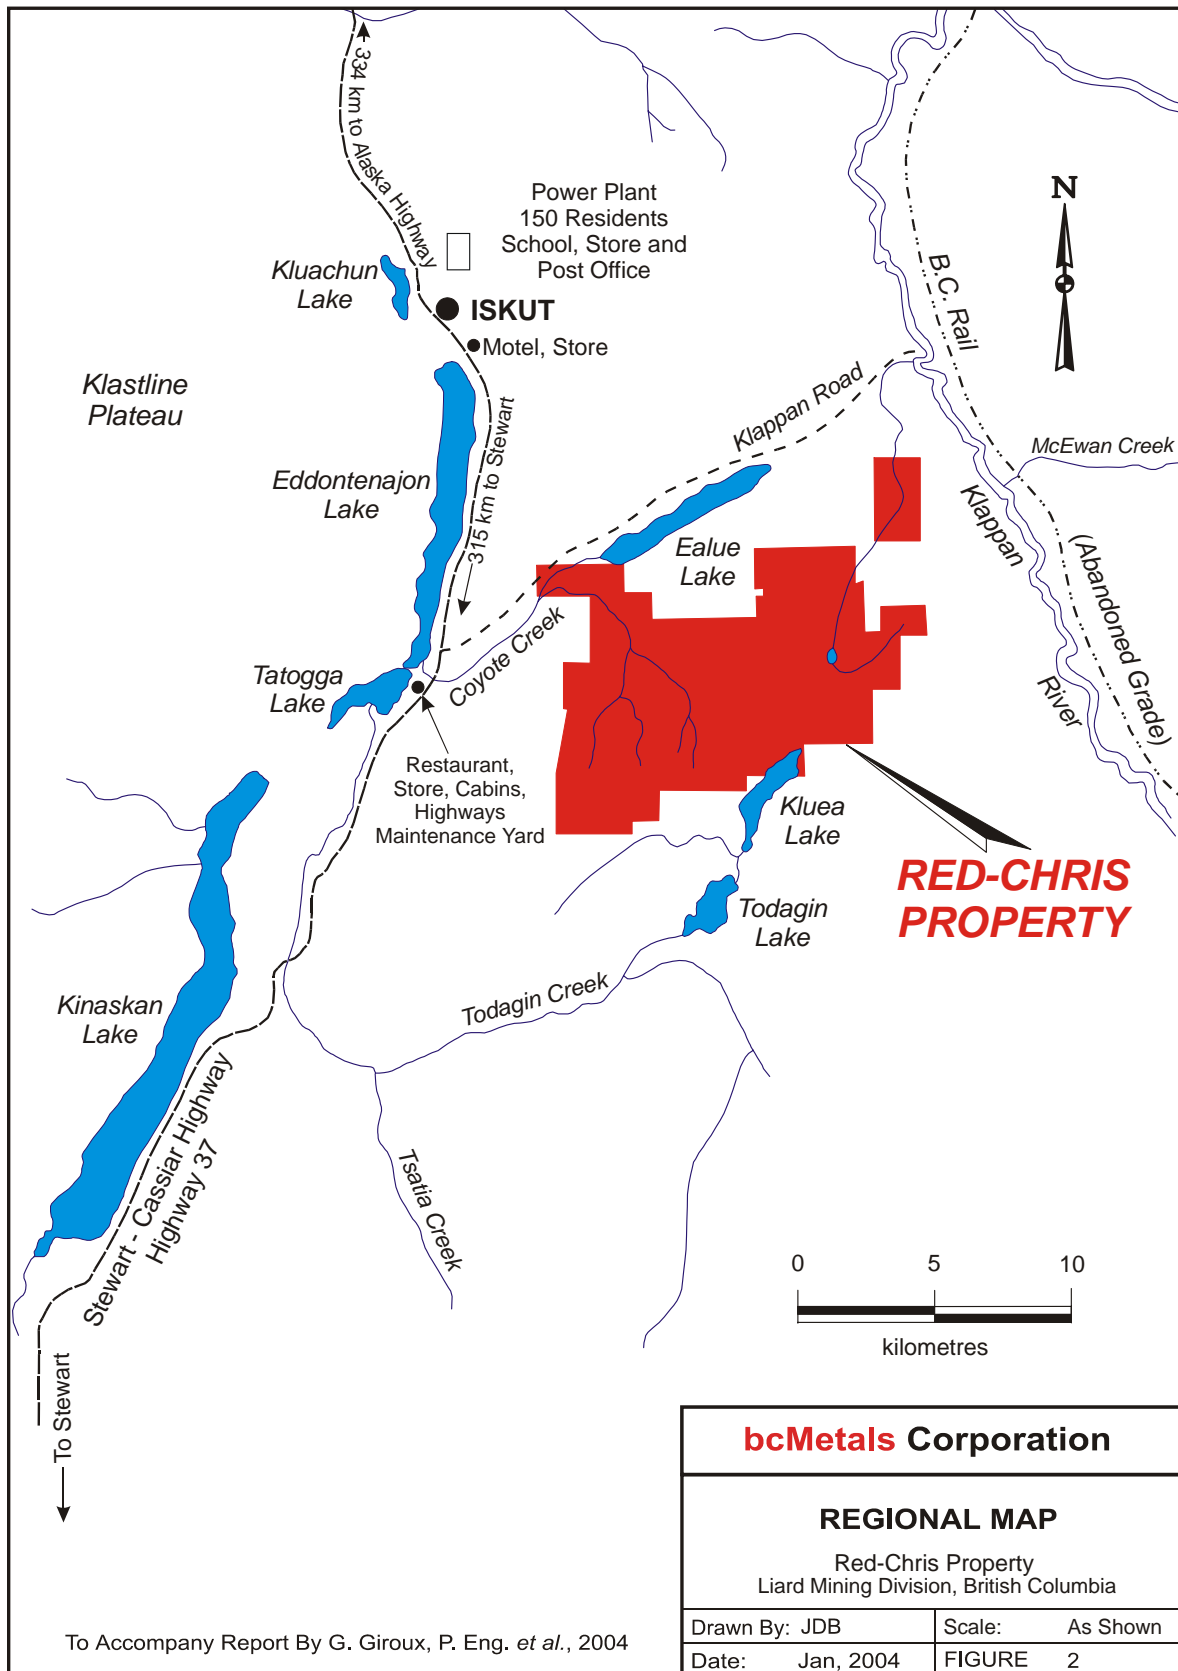 334 km to Alaska Highway
Power Plant
150 Residents
School, Store and
Post Office
N
Kluachun
Lake
ISKUT
Motel, Store
B.C. Rail
Klastline
Plateau
Klappan Road
McEwan Creek
Eddontenajon
Lake
315 km to Stewart
Ealue
Lake
Klappan
River
(Abandoned Grade)
Coyote Creek
Tatogga
Lake
Restaurant,
Store, Cabins,
Highways
Maintenance Yard
Kluea
Lake
RED-CHRIS
PROPERTY
Todagin
Lake
Kinaskan
Lake
Todagin Creek
Stewart - Cassiar Highway
Highway 37
Tsatia Creek
0 5 10
kilometres
To Stewart
bcMetals Corporation
REGIONAL MAP
Red-Chris Property
Liard Mining Division, British Columbia
Drawn By: JDB Scale: As Shown
Date: Jan, 2004 FIGURE 2
To Accompany Report By G. Giroux, P. Eng. et al., 2004